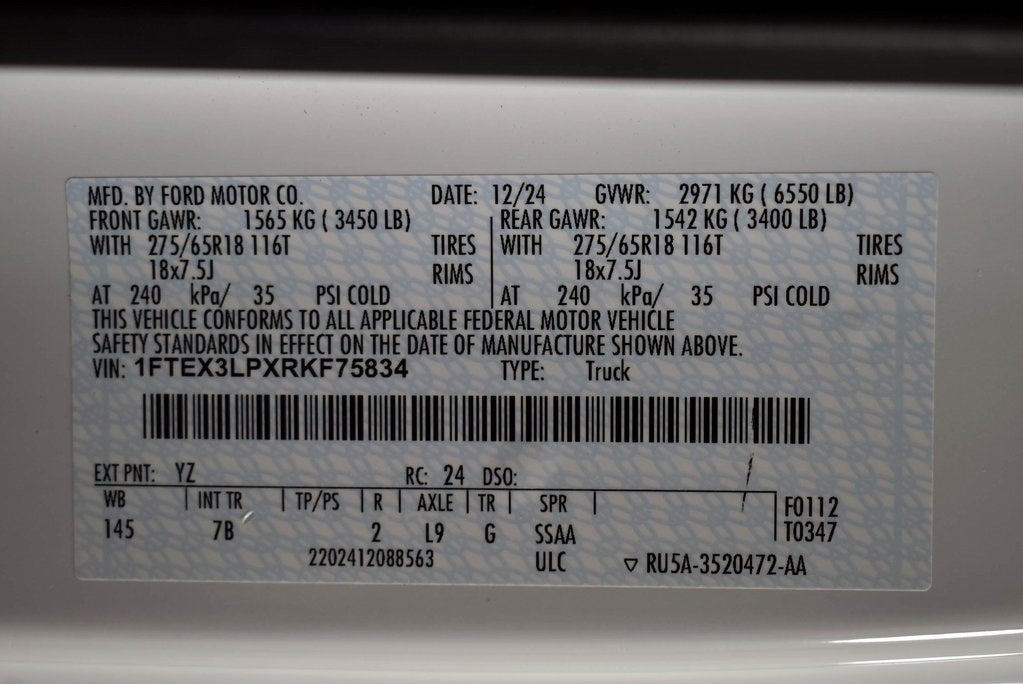 MFD. BY FORD MOTOR CO. DATE: 12/24 GVWR: 2971 KG ( 6550 LB)
FRONT GAWR: 1565 KG ( 3450 LB) REAR GAWR: 1542 KG ( 3400 LB)
WITH 275/65R18 116T TIRES WITH 275/65R18 116T TIRES
18x7.5J RIMS 18x7.5J RIMS
AT 240 kPa/ 35 PSI COLD AT 240 kPa/ 35 PSI COLD
THIS VEHICLE CONFORMS TO ALL APPLICABLE FEDERAL MOTOR VEHICLE
SAFETY STANDARDS IN EFFECT ON THE DATE OF MANUFACTURE SHOWN ABOVE.
VIN: 1FTEX3LPXRKF75834 TYPE: Truck
EXT PNT: YZ RC: 24 DSO:
WB INT TR TP/PS R AXLE TR SPR F0112
145 7B 2 L9 G SSAA T0347
2202412088563 ULC ▽ RU5A-3520472-AA